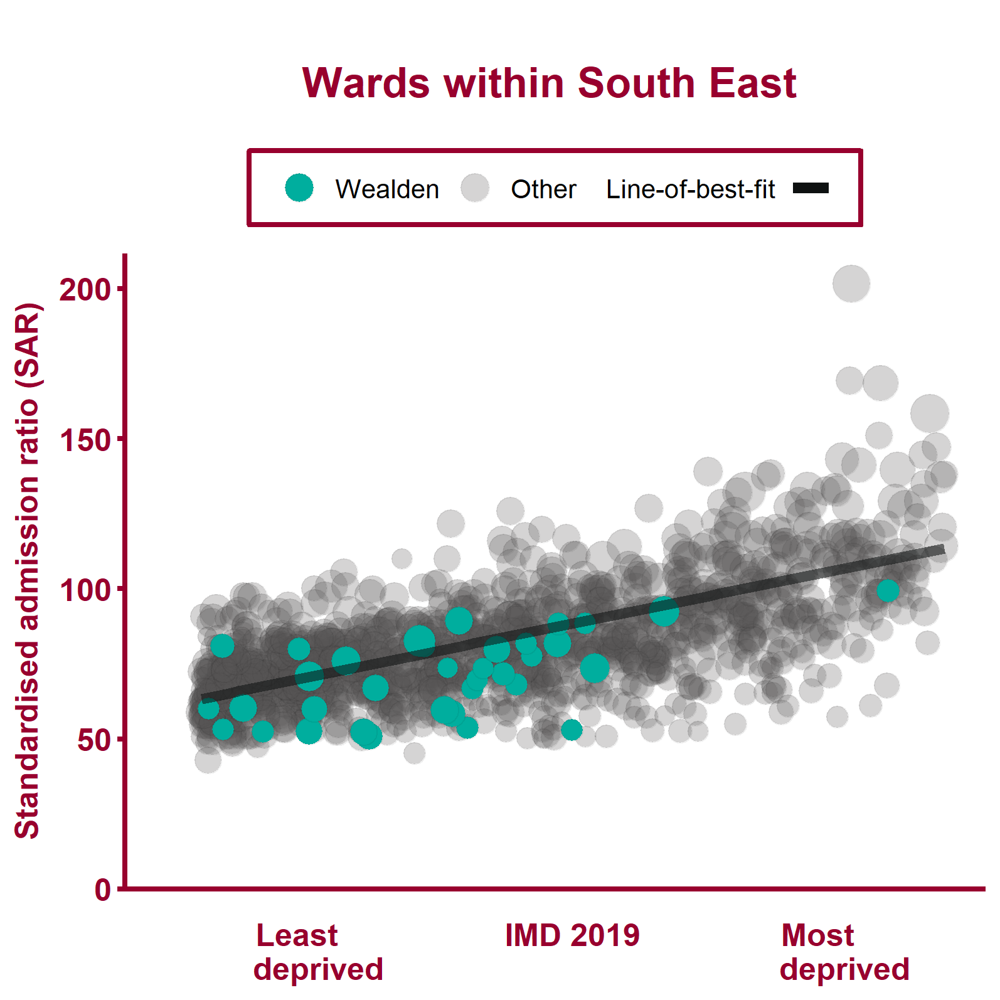 Wards within South East
Wealden
Other
Line-of-best-fit
Standardised admission ratio (SAR)
200
150
100
50
0
Least
deprived
IMD 2019
Most
deprived